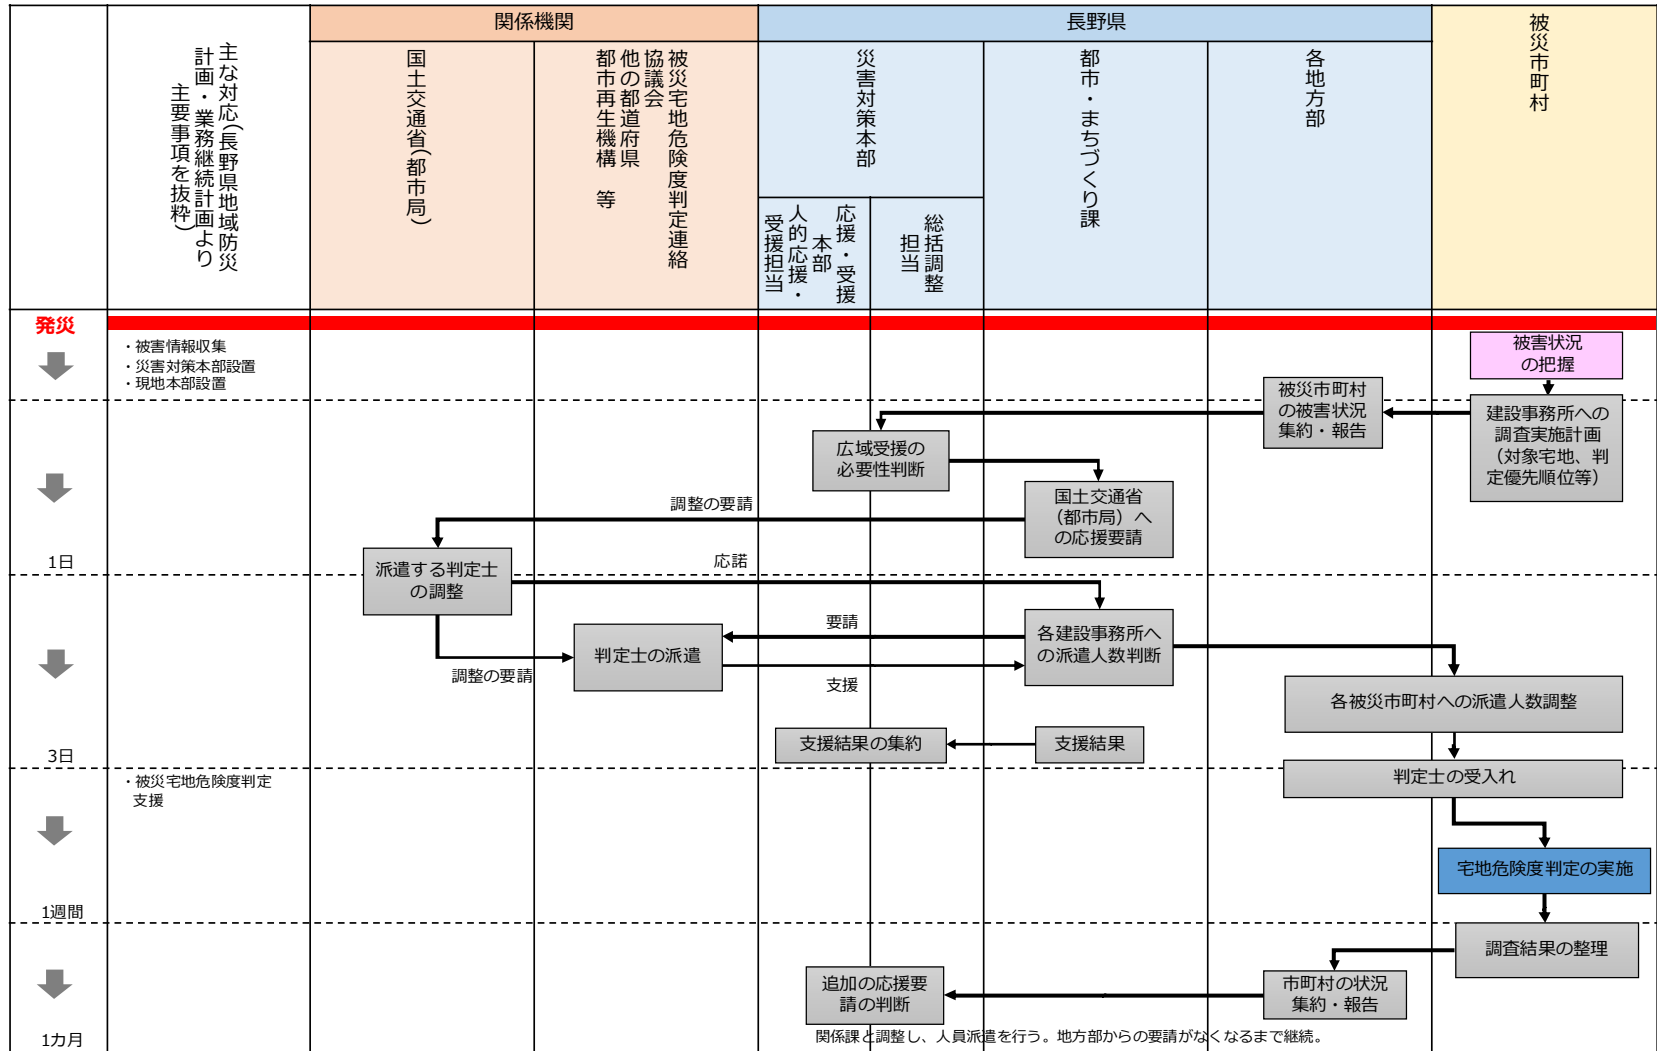 主な対応(長野県地域防災
計画・業務継続計画より
主要事項を抜粋)
関係機関
国土交通省(都市局)
被災宅地危険度判定連絡
協議会
他の都道府県
都市再生機構 等
長野県
災害対策本部
応援・受援
本部
人的応援・
受援担当
総括調整
担当
都市・まちづくり課
各地方部
被災市町村
発災
・被害情報収集
・災害対策本部設置
・現地本部設置
被害状況
の把握
被災市町村
の被害状況
集約・報告
建設事務所への
調査実施計画
(対象宅地、判
定優先順位等)
広域受援の
必要性判断
国土交通省
(都市局)へ
の応援要請
調整の要請
1日
派遣する判定士
の調整
応諾
要請
各建設事務所へ
の派遣人数判断
判定士の派遣
調整の要請
支援
各被災市町村への派遣人数調整
支援結果の集約
支援結果
3日
・被災宅地危険度判定
支援
判定士の受入れ
宅地危険度判定の実施
1週間
調査結果の整理
追加の応援要
請の判断
市町村の状況
集約・報告
1カ月
関係課と調整し、人員派遣を行う。地方部からの要請がなくなるまで継続。